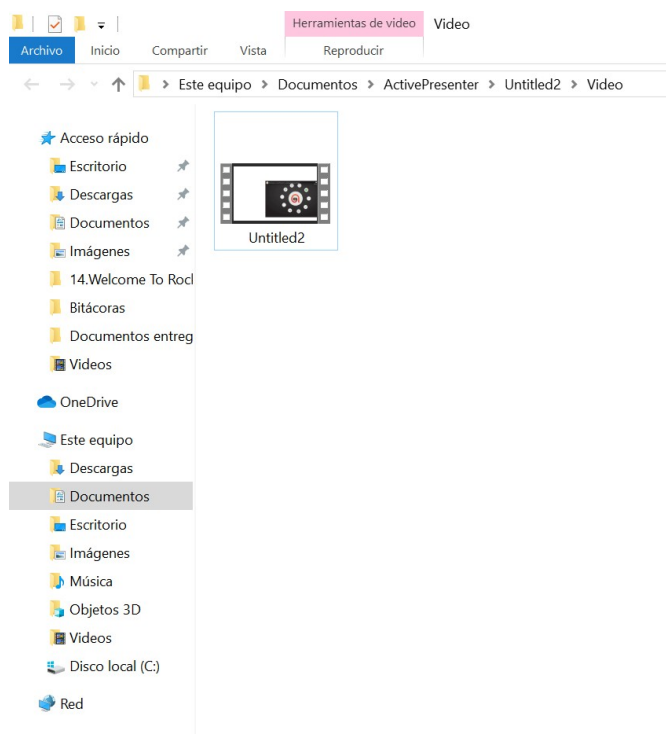 Herramientas de video Video
Archivo Inicio Compartir Vista Reproducir
Este equipo > Documentos > ActivePresenter > Untitled2 > Video
Acceso rápido
Escritorio
Descargas
Documentos
Imágenes
14.Welcome To Rocl
Bitácoras
Documentos entreg
Videos
OneDrive
Este equipo
Descargas
Documentos
Escritorio
Imágenes
Música
Objetos 3D
Videos
Disco local (C:)
Red
Untitled2